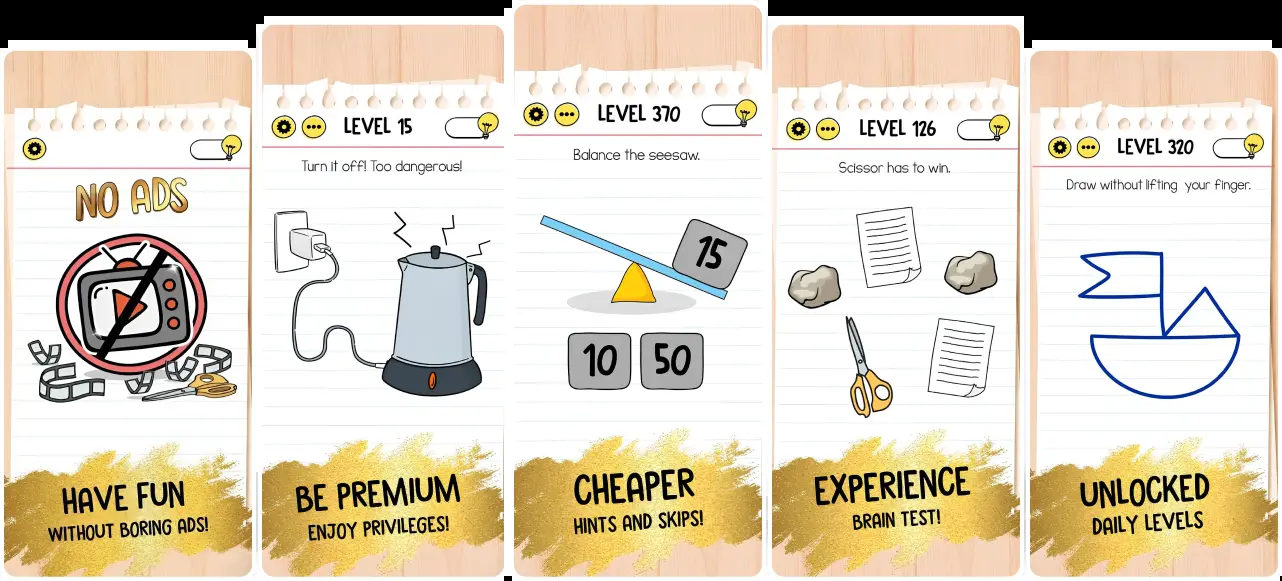 NO ADS
HAVE FUN
WITHOUT BORING ADS!
LEVEL 15
Turn it off! Too dangerous!
BE PREMIUM
ENJOY PRIVILEGES!
LEVEL 370
Balance the seesaw.
15
10 50
CHEAPER
HINTS AND SKIPS!
LEVEL 126
Scissor has to win.
EXPERIENCE
BRAIN TEST!
LEVEL 320
Draw without lifting your finger.
UNLOCKED
DAILY LEVELS